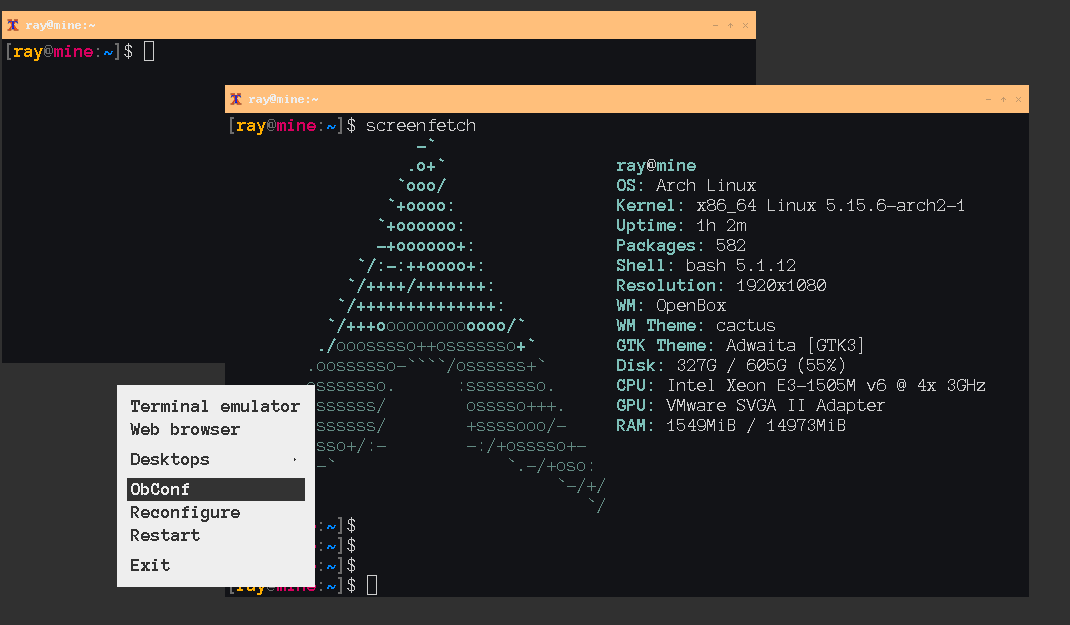 ray@mine:~
[ray@mine:~]$
ray@mine:~
[ray@mine:~]$ screenfetch
-`
.o+`
`ooo/
`+oooo:
`+oooooo:
-+oooooo+:
`/:-:++oooo+:
`/++++/+++++++:
`/++++++++++++++:
`/+++ooooooooooooo/`
./ooosssso++osssssso+`
.oossssso-````/ossssss+`
osssssso. :ssssssso.
ssssss/ osssso+++.
ssssss/ +ssssooo/-
sso+/:- -:/+osssso+-
-` `.-/+oso:
`-/+/
`/
ray@mine
OS: Arch Linux
Kernel: x86_64 Linux 5.15.6-arch2-1
Uptime: 1h 2m
Packages: 582
Shell: bash 5.1.12
Resolution: 1920x1080
WM: OpenBox
WM Theme: cactus
GTK Theme: Adwaita [GTK3]
Disk: 327G / 605G (55%)
CPU: Intel Xeon E3-1505M v6 @ 4x 3GHz
GPU: VMware SVGA II Adapter
RAM: 1549MiB / 14973MiB
:~]$
:~]$
:~]$
[ray@mine:~]$
Terminal emulator
Web browser
Desktops
ObConf
Reconfigure
Restart
Exit